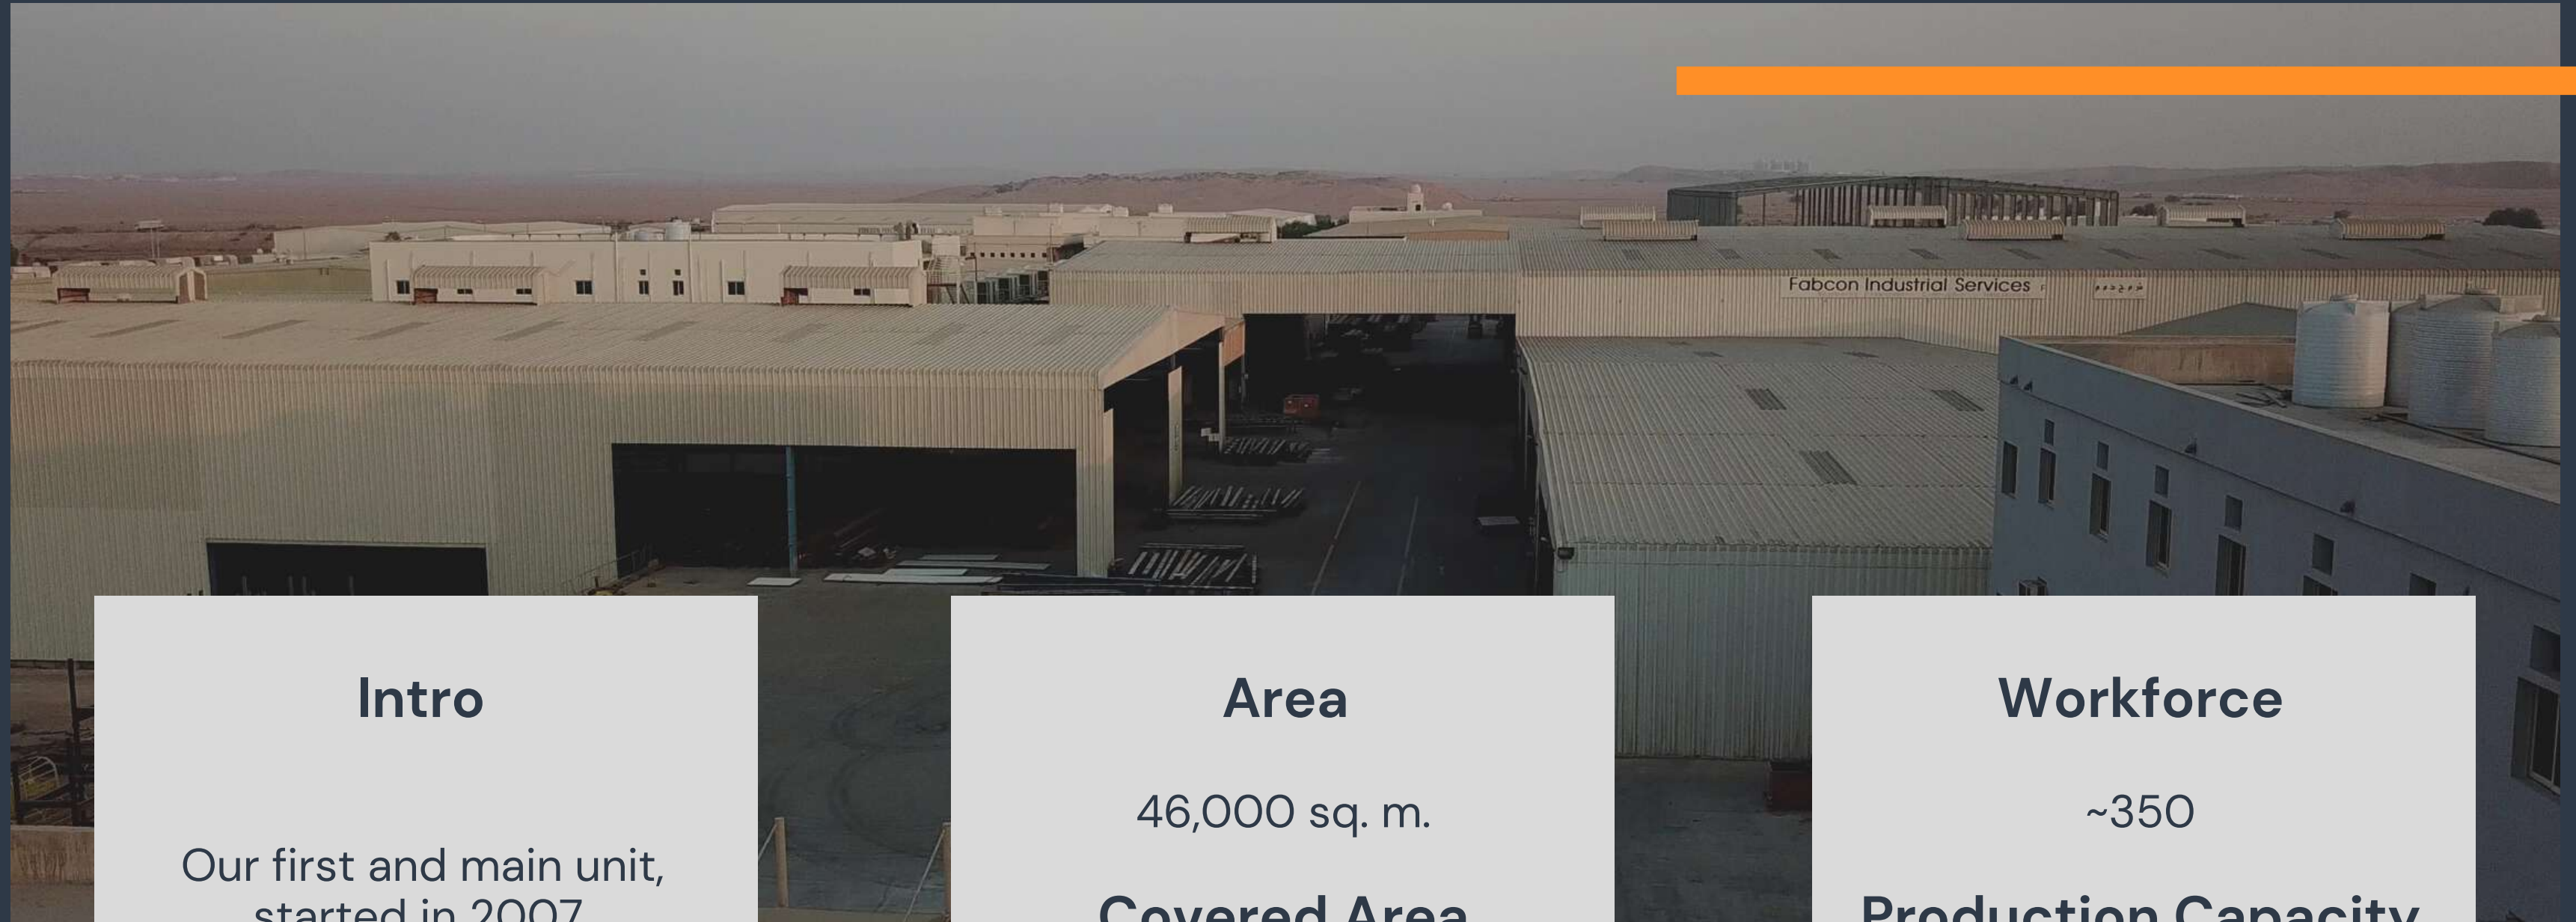 Fabcon Industrial Services
Intro
Our first and main unit,
started in 2007
Area
46,000 sq. m.
Covered Area
Workforce
~350
Production Capacity